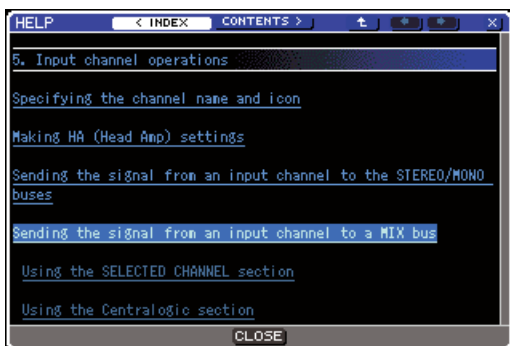 HELP < INDEX CONTENTS > X
5. Input channel operations
Specifying the channel name and icon
Making HA (Head Amp) settings
Sending the signal from an input channel to the STEREO/MONO
buses
Sending the signal from an input channel to a MIX bus
Using the SELECTED CHANNEL section
Using the Centralogic section
CLOSE